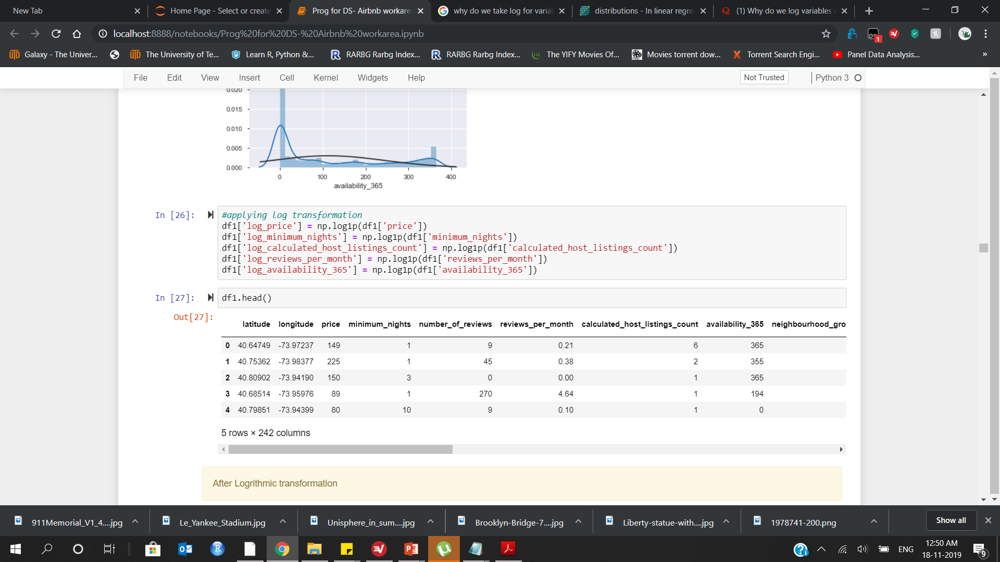 New Tab
Home Page - Select or create
Prog for DS- Airbnb workarea
why do we take log for varia
distributions - In linear regre
(1) Why do we log variables i
localhost:8888/notebooks/Prog%20for%20DS-%20Airbnb%20workarea.ipynb
1
Galaxy - The Univer...
The University of Te...
Learn R, Python &...
RARBG Rarbg Index...
RARBG Rarbg Index...
The YIFY Movies Of...
Movies torrent dow...
Torrent Search Engi...
Panel Data Analysis...
»
File Edit View Insert Cell Kernel Widgets Help
Not Trusted
Python 3
0.020
0.015
0.010
0.005
0.000
0 100 200 300 400
availability_365
In [26]:
#applying log transformation
df1['log_price'] = np.log1p(df1['price'])
df1['log_minimum_nights'] = np.log1p(df1['minimum_nights'])
df1['log_calculated_host_listings_count'] = np.log1p(df1['calculated_host_listings_count'])
df1['log_reviews_per_month'] = np.log1p(df1['reviews_per_month'])
df1['log_availability_365'] = np.log1p(df1['availability_365'])
In [27]:
df1.head()
Out[27]:
latitude longitude price minimum_nights number_of_reviews reviews_per_month calculated_host_listings_count availability_365 neighbourhood_gro
0 40.64749 -73.97237 149 1 9 0.21 6 365
1 40.75362 -73.98377 225 1 45 0.38 2 355
2 40.80902 -73.94190 150 3 0 0.00 1 365
3 40.68514 -73.95976 89 1 270 4.64 1 194
4 40.79851 -73.94399 80 10 9 0.10 1 0
5 rows × 242 columns
After Logrithmic transformation
911Memorial_V1_4....jpg
Le_Yankee_Stadium.jpg
Unisphere_in_sum....jpg
Brooklyn-Bridge-7....jpg
Liberty-statue-with....jpg
1978741-200.png
Show all
ENG
12:50 AM
18-11-2019
9